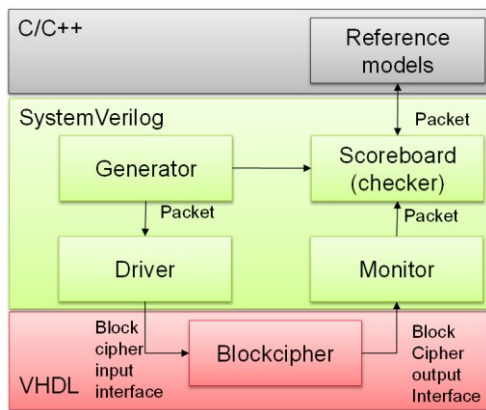 C/C++
Reference
models
Packet
SystemVerilog
Generator
Scoreboard
(checker)
Packet
Packet
Driver
Monitor
Block
cipher
input
interface
Blockcipher
Block
Cipher
output
Interface
VHDL